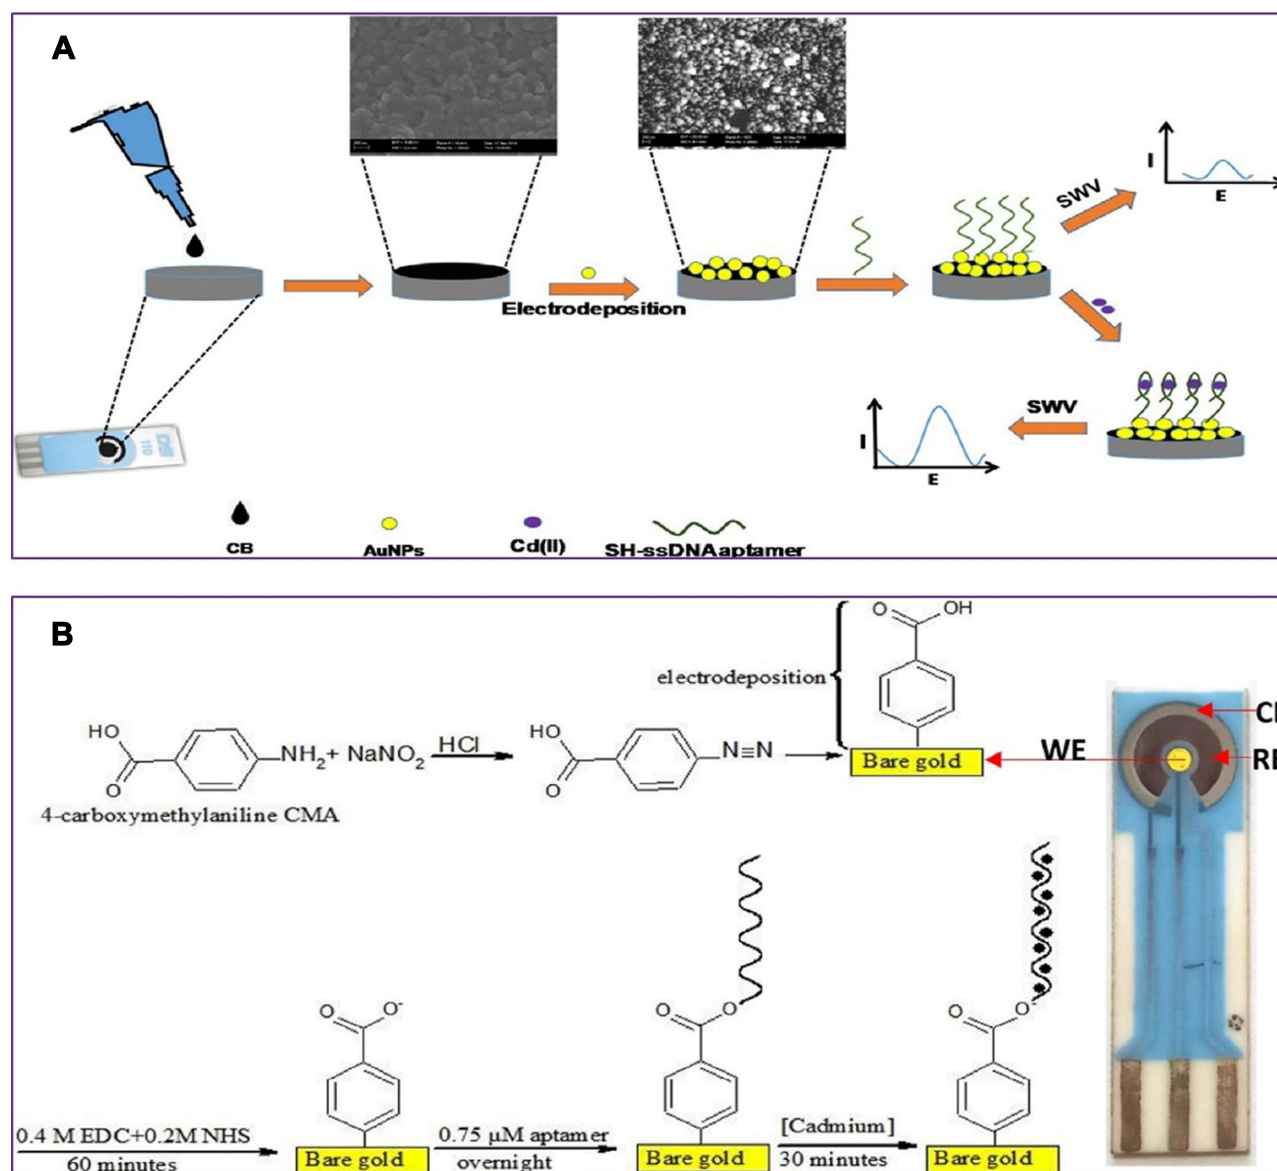 A
SWV
I
E
Electrodeposition
SWV
I
E
DS
110
CB
AuNPs
Cd(II)
SH-ssDNAaptamer
B
O
OH
electrodeposition
HO
O
NH₂+ NaNO₂
HCl
HO
O
N≡N
Bare gold
WE
4-carboxymethylaniline CMA
O
O⁻
O
O
O
O⁻
0.4 M EDC+0.2M NHS
60 minutes
Bare gold
0.75 µM aptamer
overnight
Bare gold
[Cadmium]
30 minutes
Bare gold